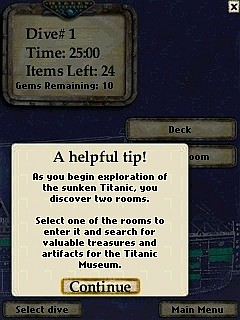 Dive# 1
Time: 25:00
Items Left: 24
Gems Remaining: 10
Deck
oom
A helpful tip!
As you begin exploration of
the sunken Titanic, you
discover two rooms.
Select one of the rooms to
enter it and search for
valuable treasures and
artifacts for the Titanic
Museum.
Continue
Select dive
Main Menu